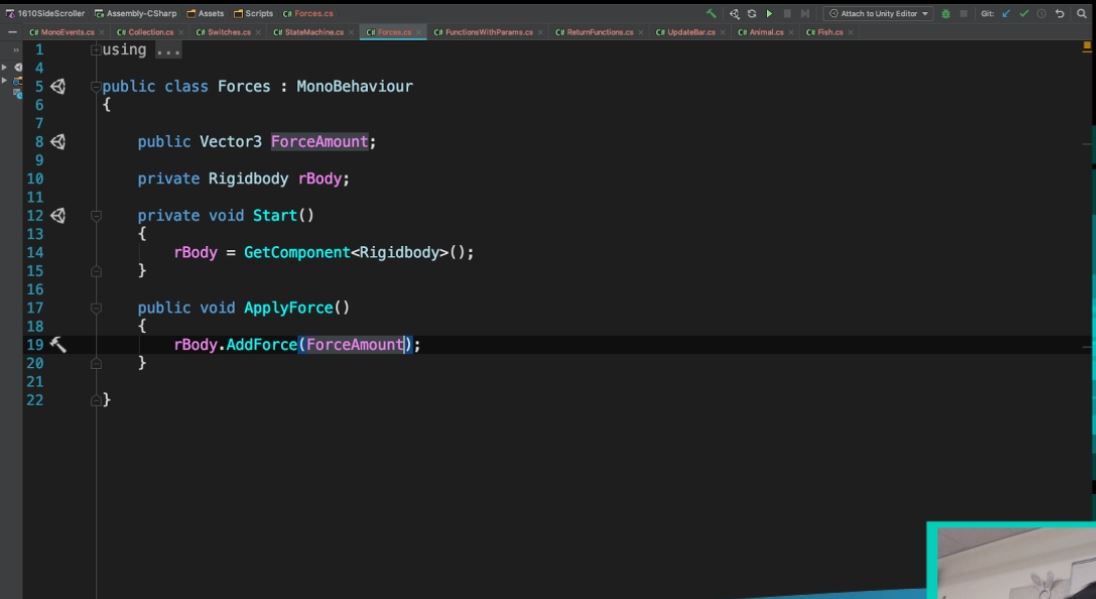 1610SideScroller Assembly-CSharp Assets Scripts C# Forces.cs Attach to Unity Editor Git:
C# MonoEvents.cs × C# Collection.cs × C# Switches.cs × C# StateMachine.cs × C# Forces.cs × C# FunctionsWithParams.cs × C# ReturnFunctions.cs × C# UpdateBar.cs × C# Animal.cs × C# Fish.cs ×
1 using ...
4
5 public class Forces : MonoBehaviour
6 {
7
8 public Vector3 ForceAmount;
9
10 private Rigidbody rBody;
11
12 private void Start()
13 {
14 rBody = GetComponent<Rigidbody>();
15 }
16
17 public void ApplyForce()
18 {
19 rBody.AddForce(ForceAmount);
20 }
21
22 }